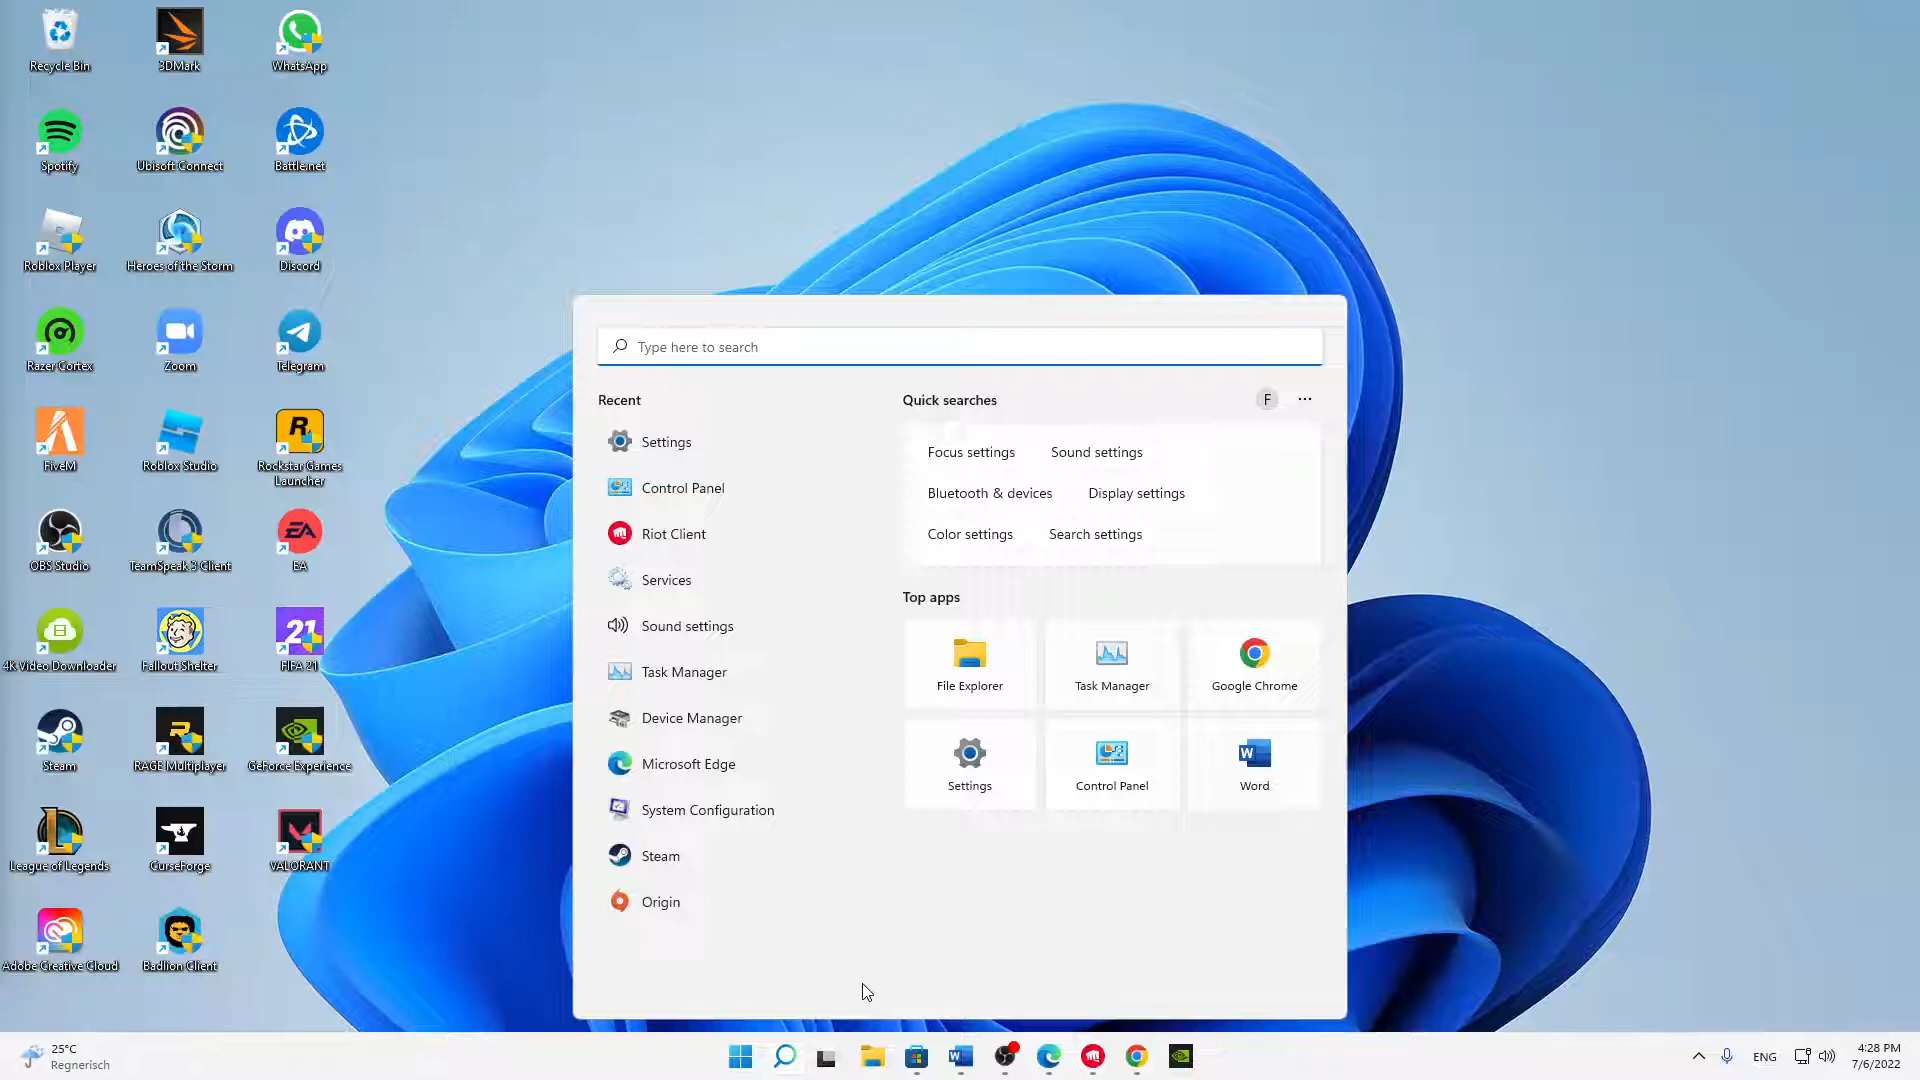 Recycle Bin
3DMark
WhatsApp
Spotify
Ubisoft Connect
Battle.net
Roblox Player
Heroes of the Storm
Discord
Razer Cortex
Zoom
Telegram
FiveM
Roblox Studio
Rockstar Games
Launcher
OBS Studio
TeamSpeak 3 Client
EA
EA
4K Video Downloader
Fallout Shelter
21
FIFA 21
Steam
RAGE Multiplayer
GeForce Experience
League of Legends
CurseForge
VALORANT
Adobe Creative Cloud
Badlion Client
Type here to search
Recent
Settings
Control Panel
Riot Client
Services
Sound settings
Task Manager
Device Manager
Microsoft Edge
System Configuration
Steam
Origin
Quick searches
F
Focus settings
Sound settings
Bluetooth & devices
Display settings
Color settings
Search settings
Top apps
File Explorer
Task Manager
Google Chrome
Settings
Control Panel
Word
25°C
Regnerisch
ENG
4:28 PM
7/6/2022